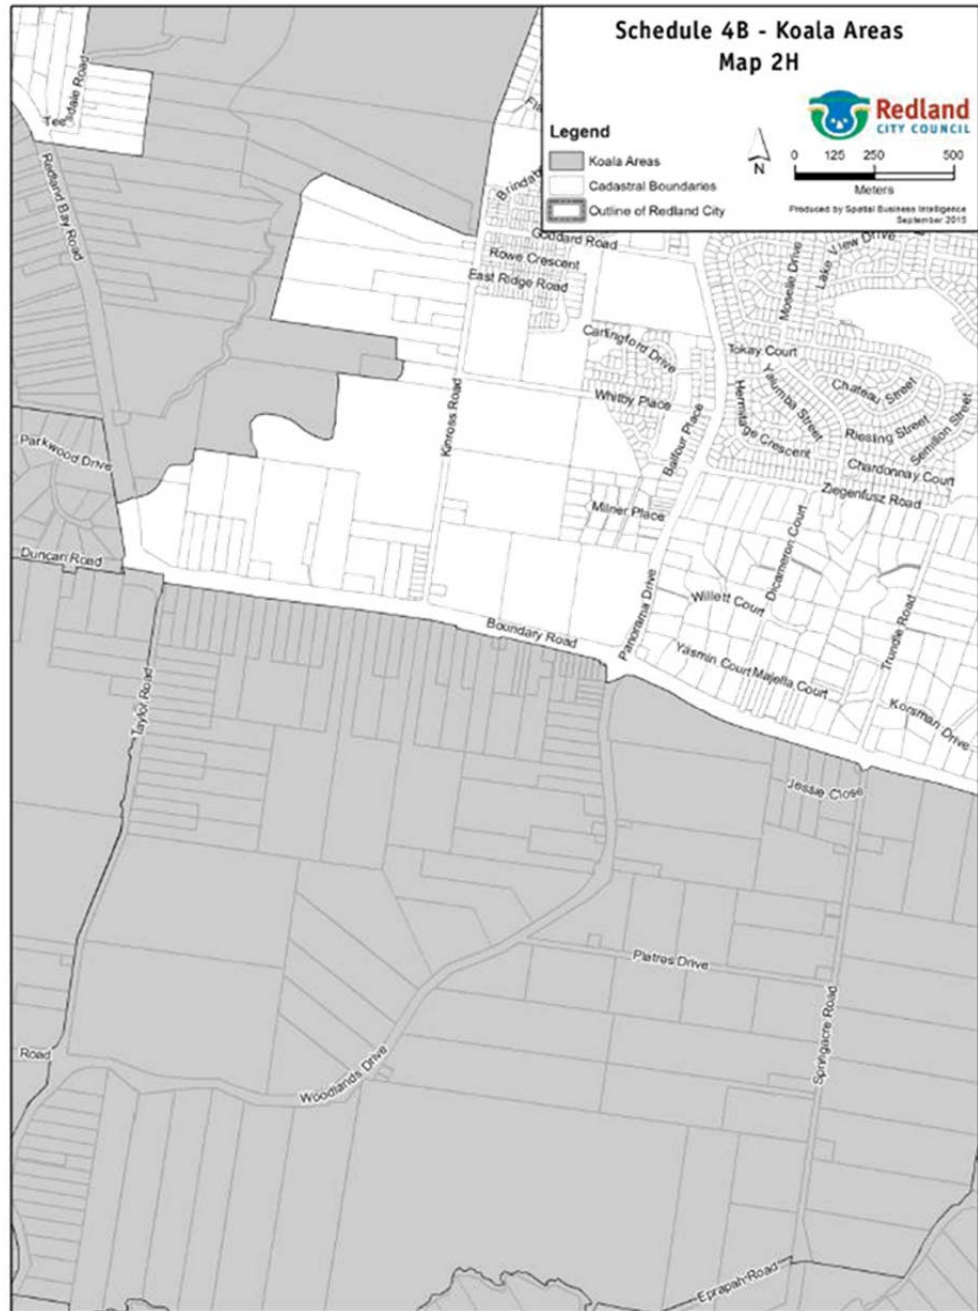 Schedule 4B - Koala Areas
Map 2H
Redland
CITY COUNCIL
Legend
Koala Areas
Cadastral Boundaries
Outline of Redland City
N
0 125 250 500
Meters
Produced by Spatial Business Intelligence
September 2015
dale Road
Redland Bay Road
Goddard Road
Rowe Crescent
East Ridge Road
Moselle Drive
Lake View Drive
Carlingford Drive
Tokay Court
Whitby Place
Yalumba Street
Chateau Street
Hermitage Crescent
Riesling Street
Semillon Street
Kinross Road
Balfour Place
Parkwood Drive
Chardonnay Court
Ziegenfusz Road
Milner Place
Duncan Road
Dicameron Court
Willett Court
Panorama Drive
Trundle Road
Boundary Road
Yasmin Court
Majella Court
Taylor Road
Korsman Drive
Jessie Close
Platres Drive
Springacre Road
Road
Woodlands Drive
Eprapah Road